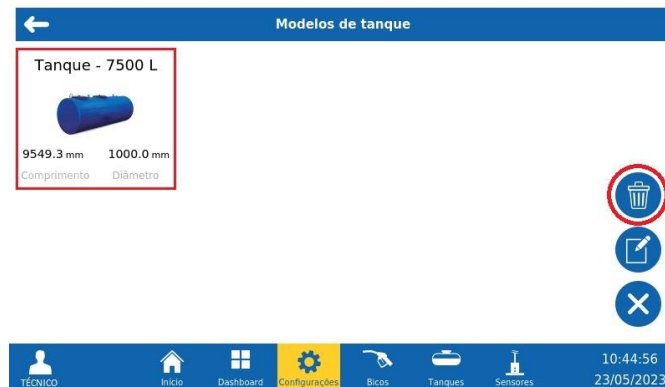 Modelos de tanque
Tanque - 7500 L
9549.3 mm 1000.0 mm
Comprimento Diâmetro
TÉCNICO Início Dashboard Configurações Bicos Tanques Sensores
10:44:56
23/05/2023